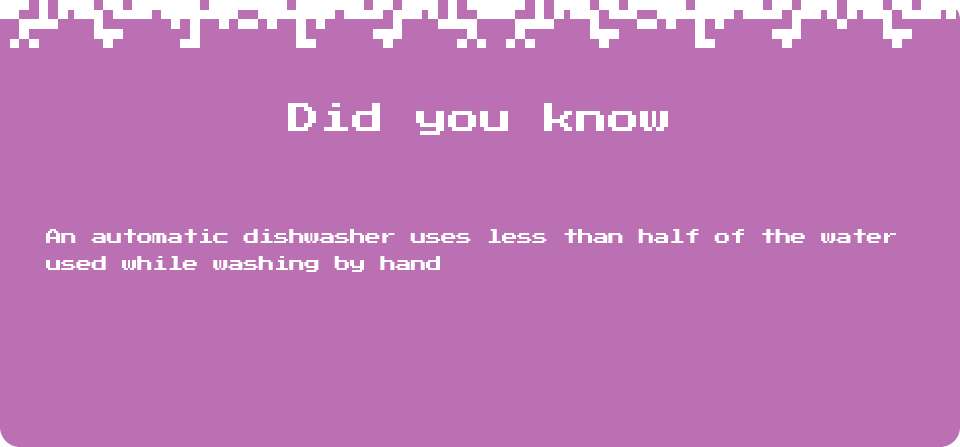 Did you know
An automatic dishwasher uses less than half of the water
used while washing by hand